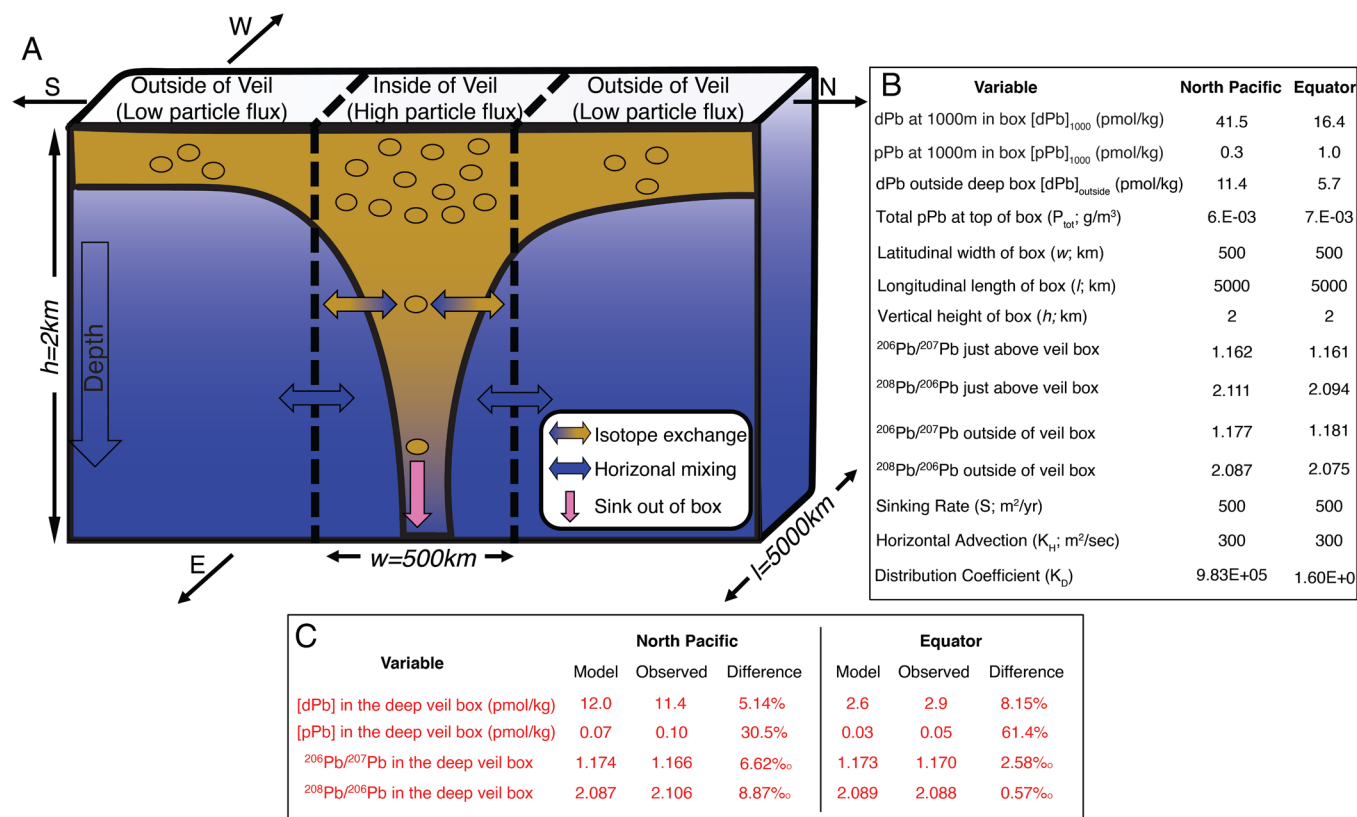 A
W
S
N
E
Outside of Veil
(Low particle flux)
Inside of Veil
(High particle flux)
Outside of Veil
(Low particle flux)
h=2km
Depth
w=500km
l=5000km
Isotope exchange
Horizonal mixing
Sink out of box
B
Variable North Pacific Equator
dPb at 1000m in box [dPb]1000 (pmol/kg) 41.5 16.4
pPb at 1000m in box [pPb]1000 (pmol/kg) 0.3 1.0
dPb outside deep box [dPb]outside (pmol/kg) 11.4 5.7
Total pPb at top of box (Ptot; g/m³) 6.E-03 7.E-03
Latitudinal width of box (w; km) 500 500
Longitudinal length of box (l; km) 5000 5000
Vertical height of box (h; km) 2 2
²⁰⁶Pb/²⁰⁷Pb just above veil box 1.162 1.161
²⁰⁸Pb/²⁰⁶Pb just above veil box 2.111 2.094
²⁰⁶Pb/²⁰⁷Pb outside of veil box 1.177 1.181
²⁰⁸Pb/²⁰⁶Pb outside of veil box 2.087 2.075
Sinking Rate (S; m²/yr) 500 500
Horizontal Advection (KH; m²/sec) 300 300
Distribution Coefficient (KD) 9.83E+05 1.60E+0
C
North Pacific Equator
Variable Model Observed Difference Model Observed Difference
[dPb] in the deep veil box (pmol/kg) 12.0 11.4 5.14% 2.6 2.9 8.15%
[pPb] in the deep veil box (pmol/kg) 0.07 0.10 30.5% 0.03 0.05 61.4%
²⁰⁶Pb/²⁰⁷Pb in the deep veil box 1.174 1.166 6.62‰ 1.173 1.170 2.58‰
²⁰⁸Pb/²⁰⁶Pb in the deep veil box 2.087 2.106 8.87‰ 2.089 2.088 0.57‰